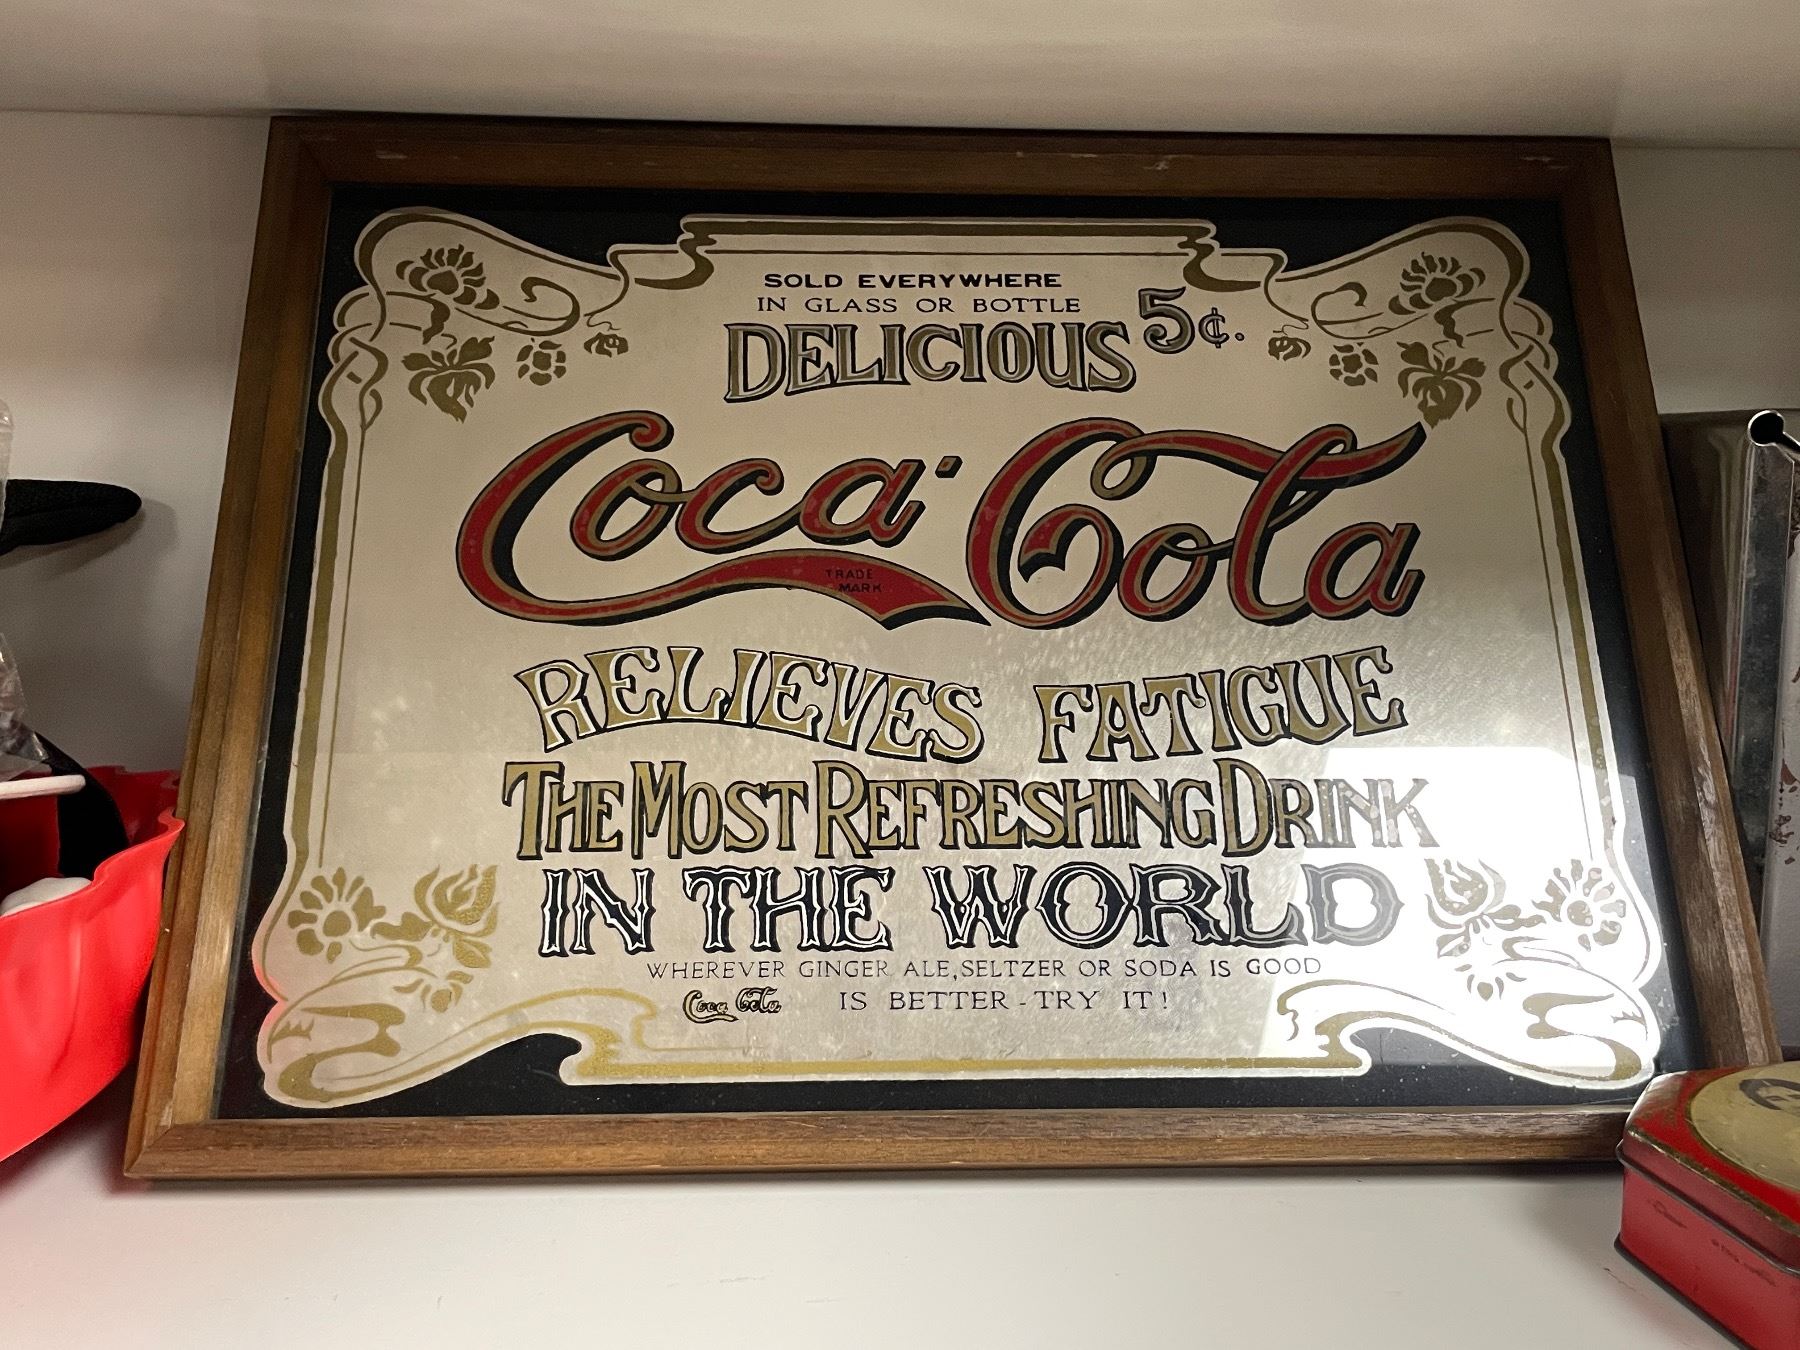 SOLD EVERYWHERE
IN GLASS OR BOTTLE
DELICIOUS 5¢.
Coca-Cola
TRADE
MARK
RELIEVES FATIGUE
THE MOST REFRESHING DRINK
IN THE WORLD
WHEREVER GINGER ALE, SELTZER OR SODA IS GOOD
Coca Cola IS BETTER - TRY IT!